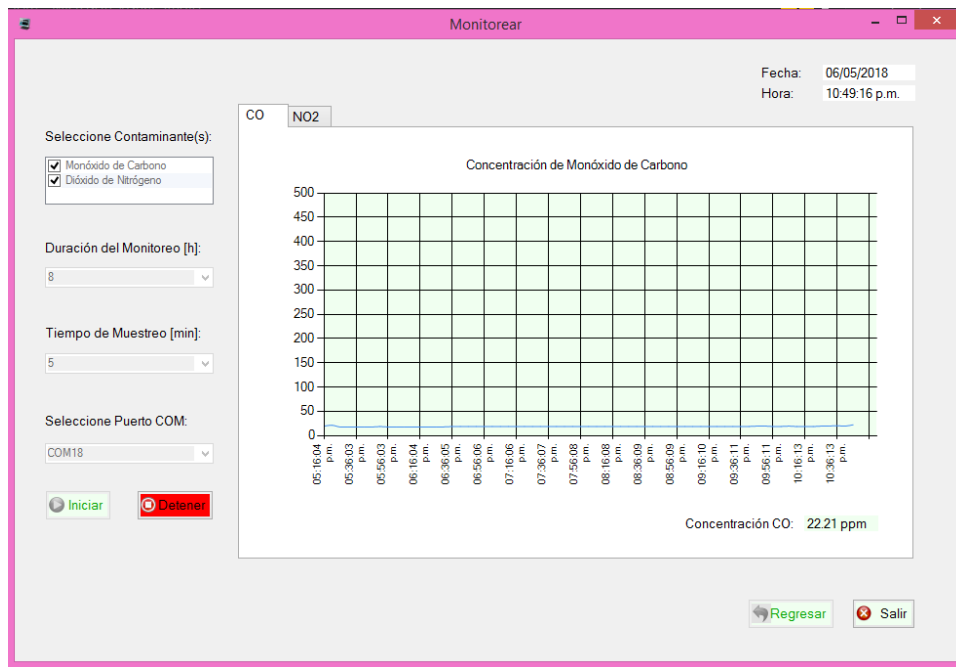 Monitorear
Fecha: 06/05/2018
Hora: 10:49:16 p.m.
CO NO2
Seleccione Contaminante(s):
Monóxido de Carbono
Dióxido de Nitrógeno
Duración del Monitoreo [h]:
8
Tiempo de Muestreo [min]:
5
Seleccione Puerto COM:
COM18
Iniciar Detener
Concentración de Monóxido de Carbono
500
450
400
350
300
250
200
150
100
50
0
05:16:04 p.m.
05:36:03 p.m.
05:56:03 p.m.
06:16:04 p.m.
06:36:05 p.m.
06:56:06 p.m.
07:16:06 p.m.
07:36:07 p.m.
07:56:08 p.m.
08:16:08 p.m.
08:36:09 p.m.
08:56:09 p.m.
09:16:10 p.m.
09:36:11 p.m.
09:56:11 p.m.
10:16:13 p.m.
10:36:13 p.m.
Concentración CO: 22.21 ppm
Regresar Salir